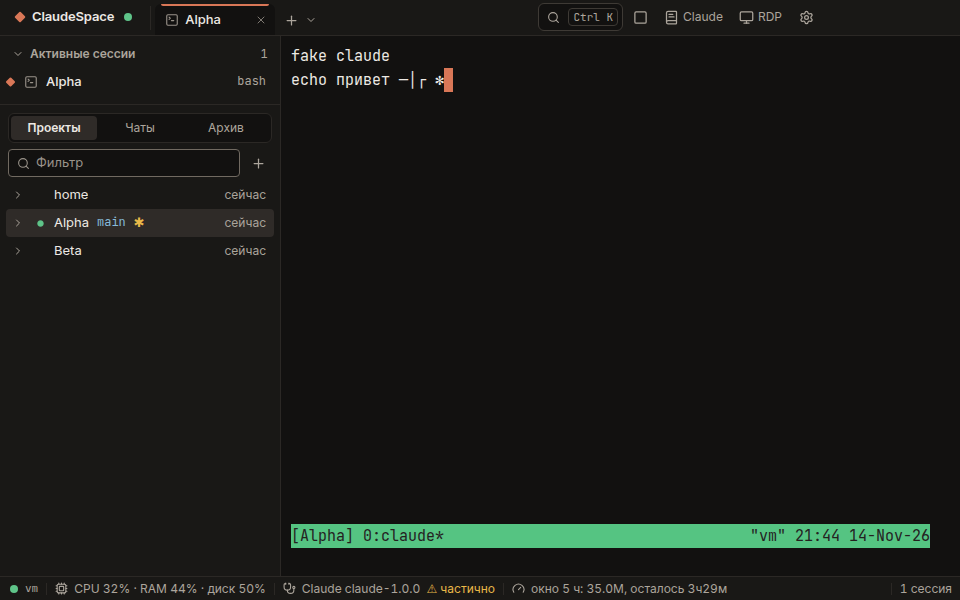 ClaudeSpace
Alpha
Ctrl K
Claude
RDP
Активные сессии 1
Alpha bash
Проекты Чаты Архив
Фильтр
home сейчас
Alpha main ✱ сейчас
Beta сейчас
fake claude
echo привет —│┌ ✻
[Alpha] 0:claude* "vm" 21:44 14-Nov-26
vm
CPU 32% · RAM 44% · диск 50%
Claude claude-1.0.0 ⚠ частично
окно 5 ч: 35.0M, осталось 3ч29м
1 сессия